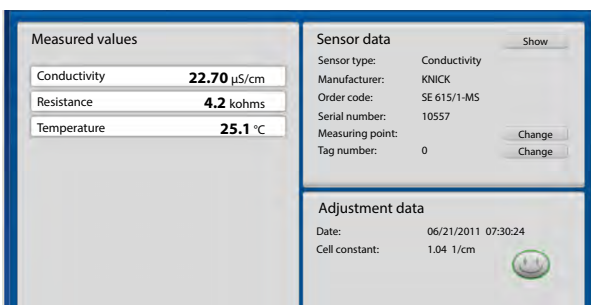 Measured values
Conductivity 22.70 µS/cm
Resistance 4.2 kohms
Temperature 25.1 °C
Sensor data Show
Sensor type: Conductivity
Manufacturer: KNICK
Order code: SE 615/1-MS
Serial number: 10557
Measuring point: Change
Tag number: 0 Change
Adjustment data
Date: 06/21/2011 07:30:24
Cell constant: 1.04 1/cm